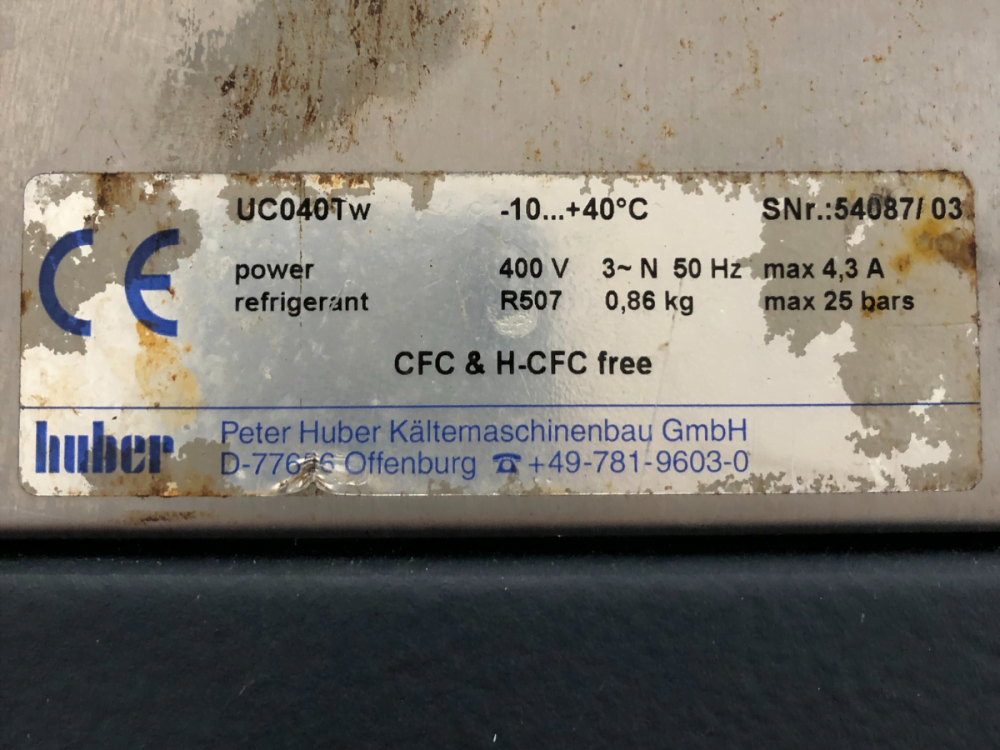 UC040Tw -10...+40°C SNr.:54087/ 03
CE
power 400 V 3~ N 50 Hz max 4,3 A
refrigerant R507 0,86 kg max 25 bars
CFC & H-CFC free
huber
Peter Huber Kältemaschinenbau GmbH
Offenburg ☎ +49-781-9603-0